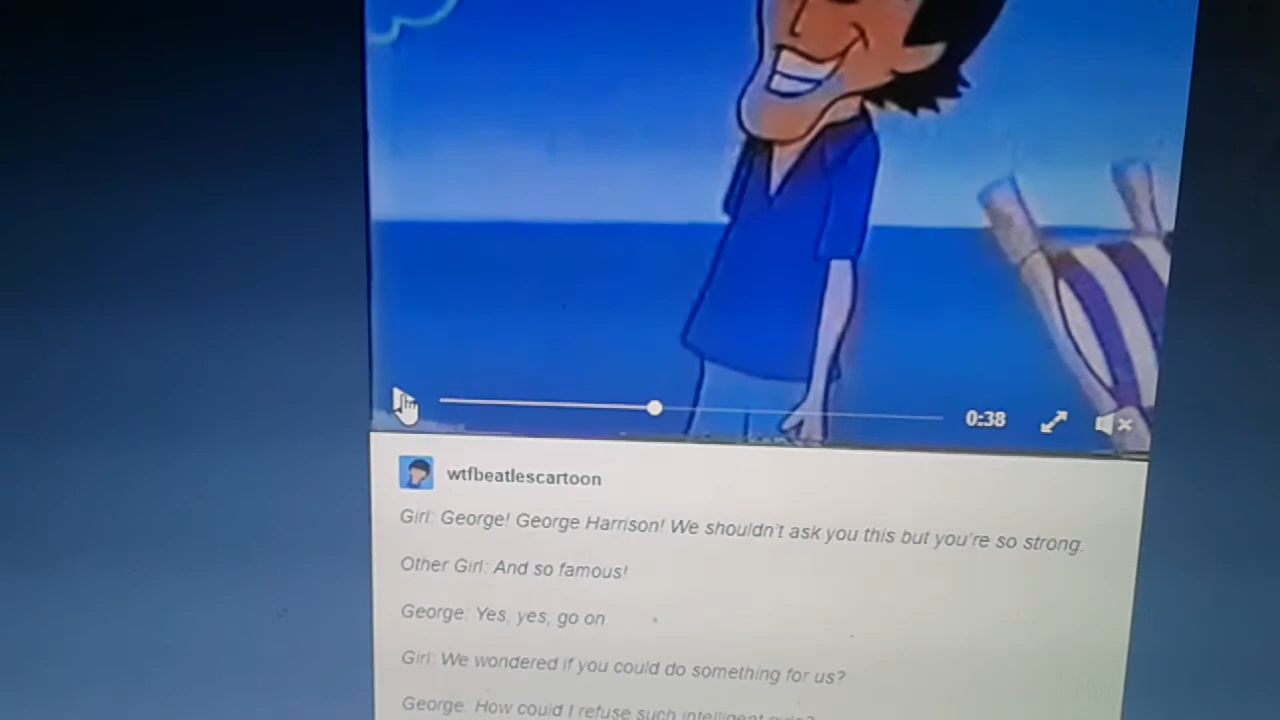 0:38
wtfbeatlescartoon
Girl: George! George Harrison! We shouldn't ask you this but you're so strong.
Other Girl: And so famous!
George: Yes, yes, go on
Girl: We wondered if you could do something for us?
George: How could I refuse such intelligent